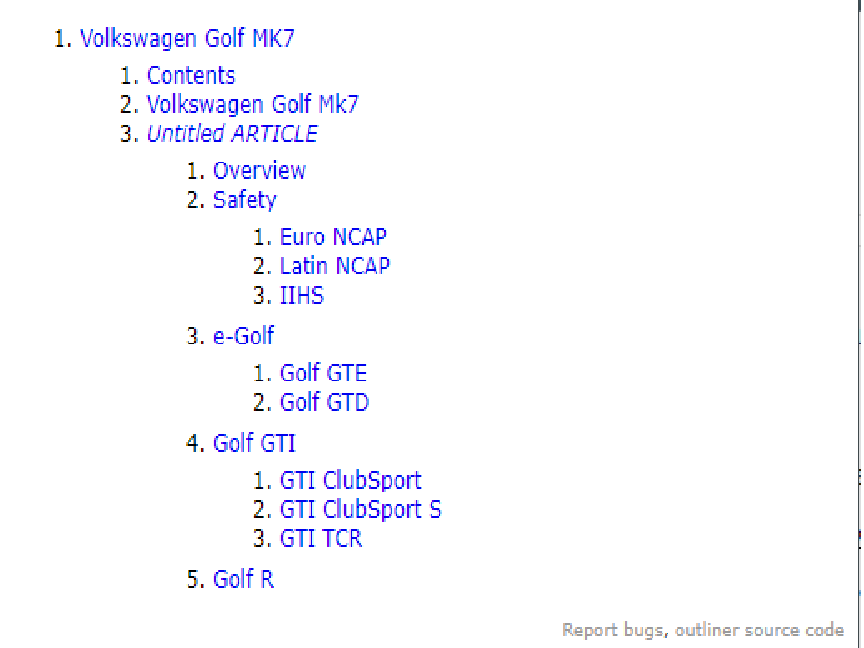 1. Volkswagen Golf MK7
1. Contents
2. Volkswagen Golf Mk7
3. Untitled ARTICLE
1. Overview
2. Safety
1. Euro NCAP
2. Latin NCAP
3. IIHS
3. e-Golf
1. Golf GTE
2. Golf GTD
4. Golf GTI
1. GTI ClubSport
2. GTI ClubSport S
3. GTI TCR
5. Golf R
Report bugs, outliner source code